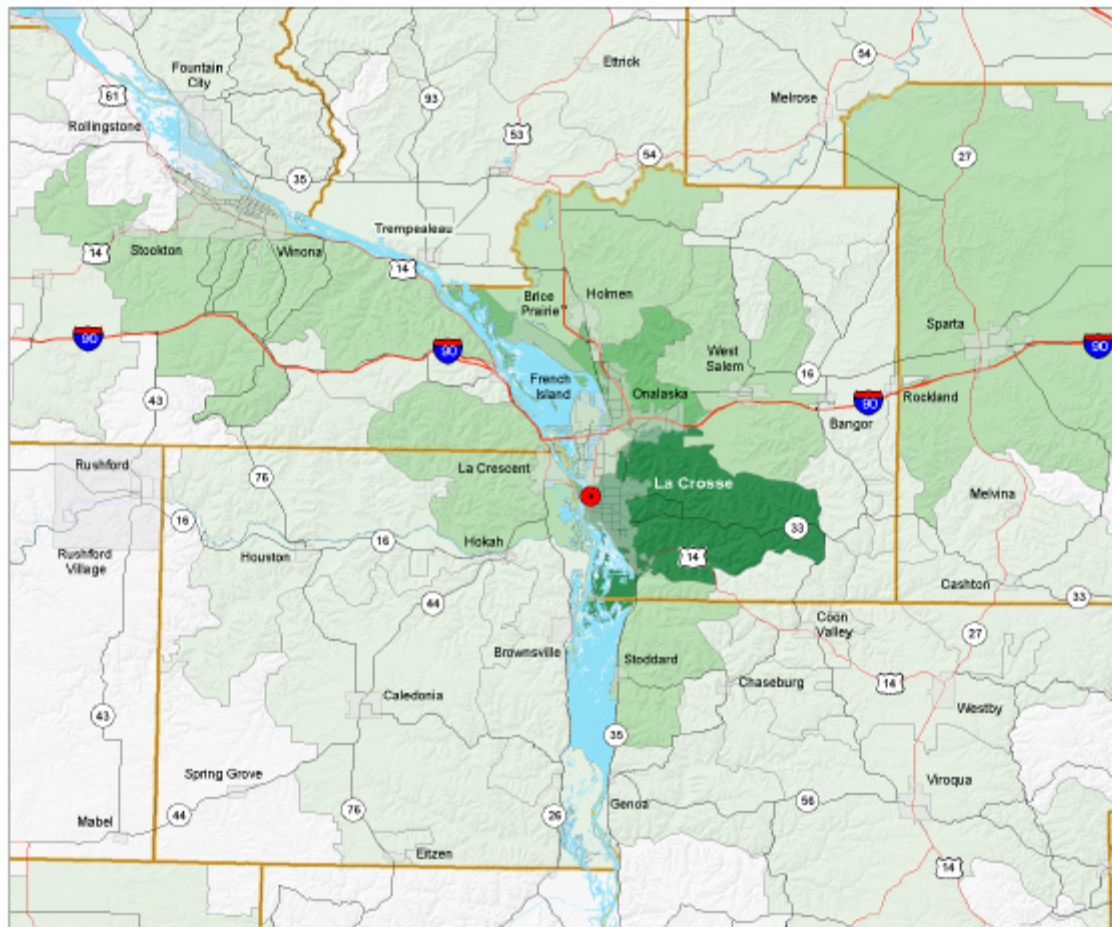 Fountain
City
61
Rollingstone
35
93
Ettrick
53
54
Melrose
54
27
14
Stockton
Winona
Trempealeau
14
Brice
Prairie
Holmen
90
90
French
Island
Onalaska
West
Salem
16
Sparta
90
90
Rockland
Bangor
43
Rushford
76
La Crescent
La Crosse
Melvina
16
Rushford
Village
Houston
16
Hokah
33
14
Cashton
33
44
Coon
Valley
27
Brownsville
Stoddard
Chaseburg
14
Westby
43
Caledonia
35
Spring Grove
Viroqua
Mabel
44
76
26
Genoa
56
Eitzen
14